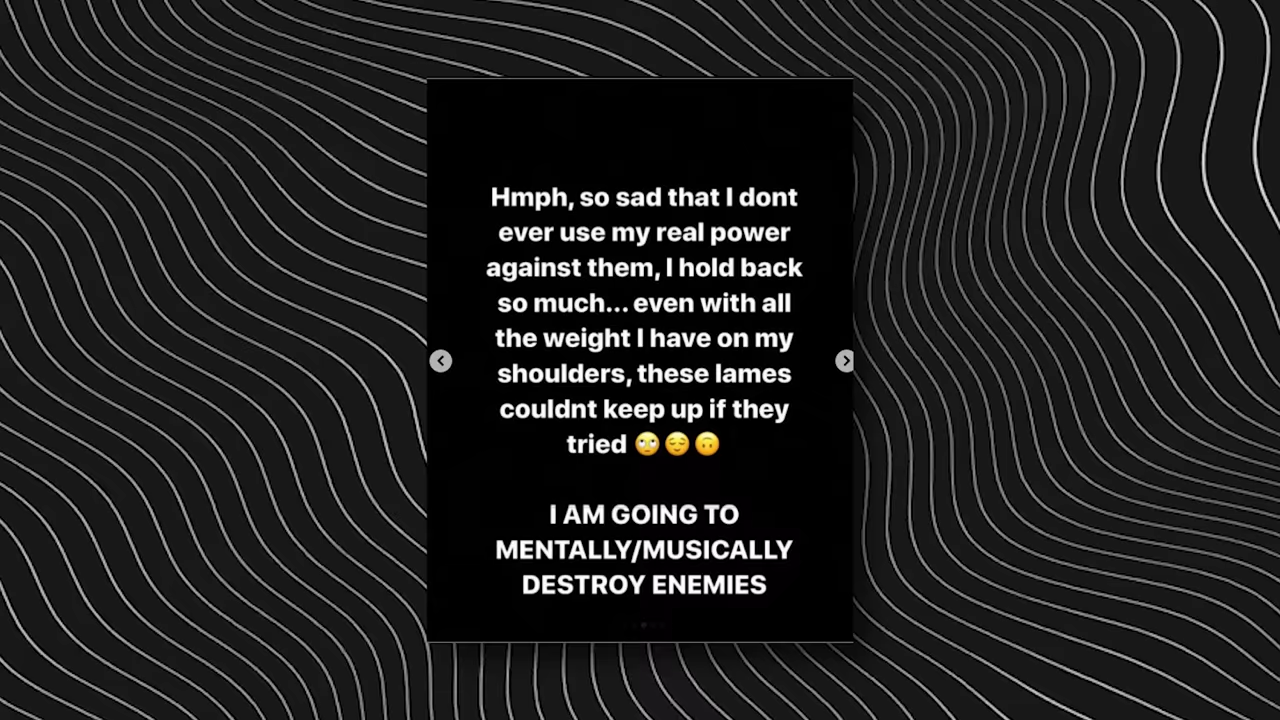 Hmph, so sad that I dont
ever use my real power
against them, I hold back
so much... even with all
the weight I have on my
shoulders, these lames
couldnt keep up if they
tried 🙄😌🙃
I AM GOING TO
MENTALLY/MUSICALLY
DESTROY ENEMIES